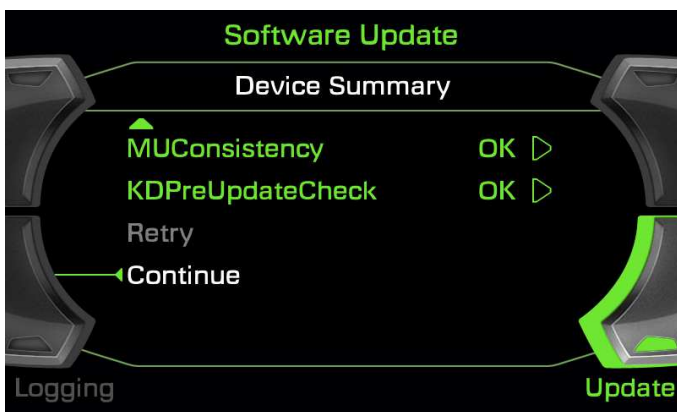 Software Update
Device Summary
MUConsistency OK
KDPreUpdateCheck OK
Retry
Continue
Logging Update